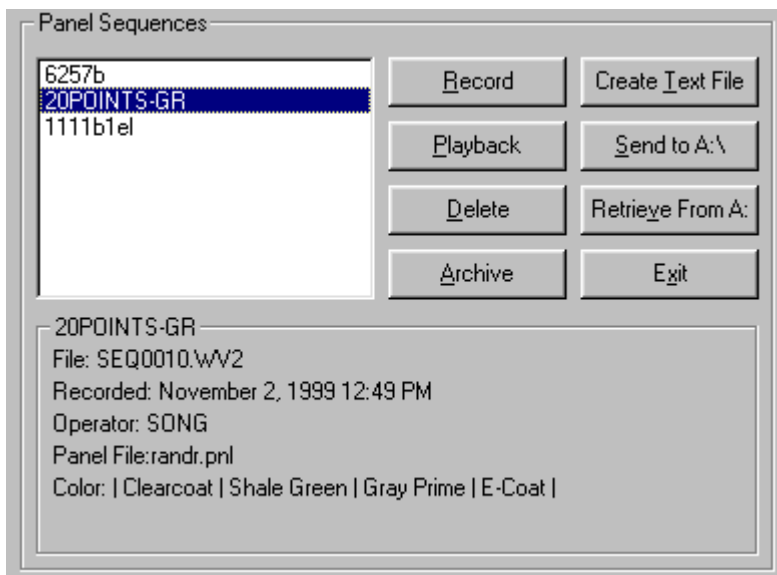 Panel Sequences
6257b
20POINTS-GR
1111b1el
Record
Create Text File
Playback
Send to A:\
Delete
Retrieve From A:
Archive
Exit
20POINTS-GR
File: SEQ0010.WV2
Recorded: November 2, 1999 12:49 PM
Operator: SONG
Panel File:randr.pnl
Color: | Clearcoat | Shale Green | Gray Prime | E-Coat |